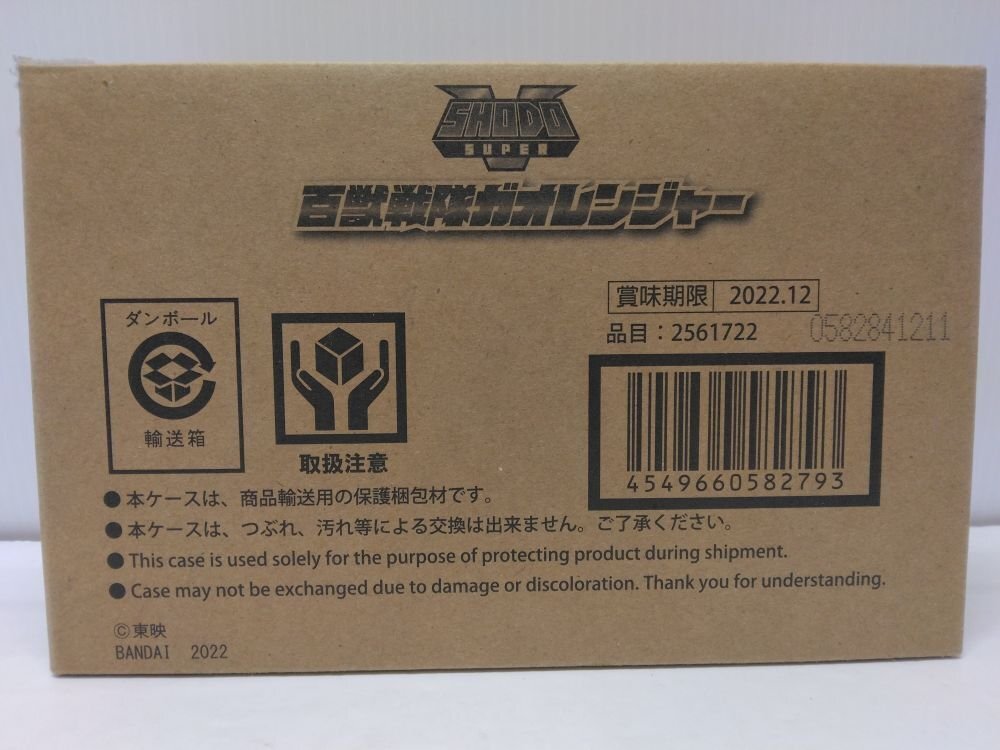 SHODO
SUPER
百獣戦隊ガオレンジャー
賞味期限 2022.12
品目：2561722 0582841211
4549660582793
ダンボール
輸送箱
取扱注意
●本ケースは、商品輸送用の保護梱包材です。
●本ケースは、つぶれ、汚れ等による交換は出来ません。ご了承ください。
●This case is used solely for the purpose of protecting product during shipment.
●Case may not be exchanged due to damage or discoloration. Thank you for understanding.
©東映
BANDAI 2022